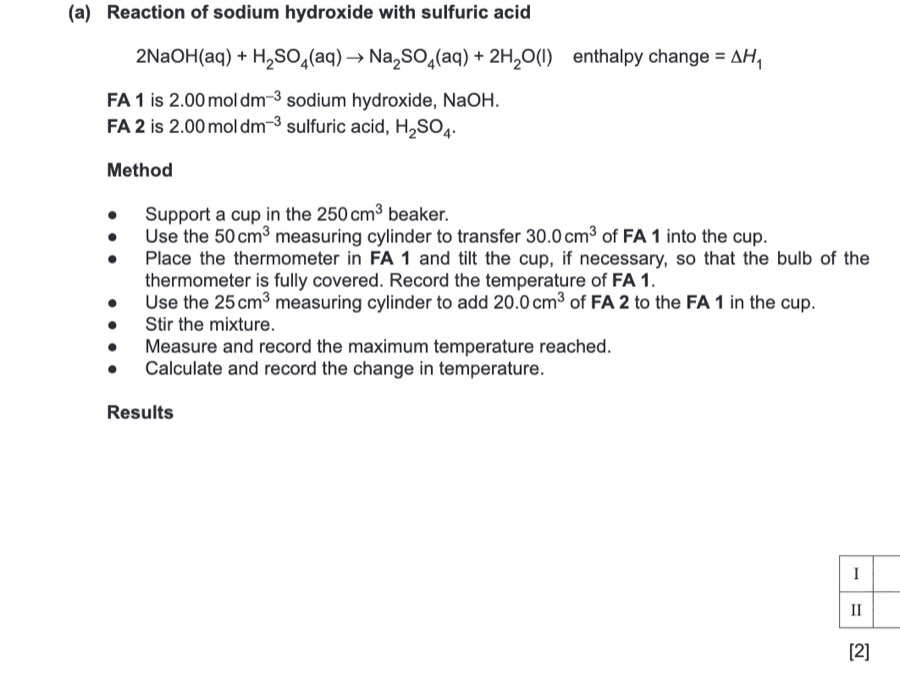 (a) Reaction of sodium hydroxide with sulfuric acid
2NaOH(aq) + H₂SO₄(aq) → Na₂SO₄(aq) + 2H₂O(l) enthalpy change = ΔH₁
FA 1 is 2.00 mol dm⁻³ sodium hydroxide, NaOH.
FA 2 is 2.00 mol dm⁻³ sulfuric acid, H₂SO₄.
Method
• Support a cup in the 250 cm³ beaker.
• Use the 50 cm³ measuring cylinder to transfer 30.0 cm³ of FA 1 into the cup.
• Place the thermometer in FA 1 and tilt the cup, if necessary, so that the bulb of the
thermometer is fully covered. Record the temperature of FA 1.
• Use the 25 cm³ measuring cylinder to add 20.0 cm³ of FA 2 to the FA 1 in the cup.
• Stir the mixture.
• Measure and record the maximum temperature reached.
• Calculate and record the change in temperature.
Results
I
II
[2]